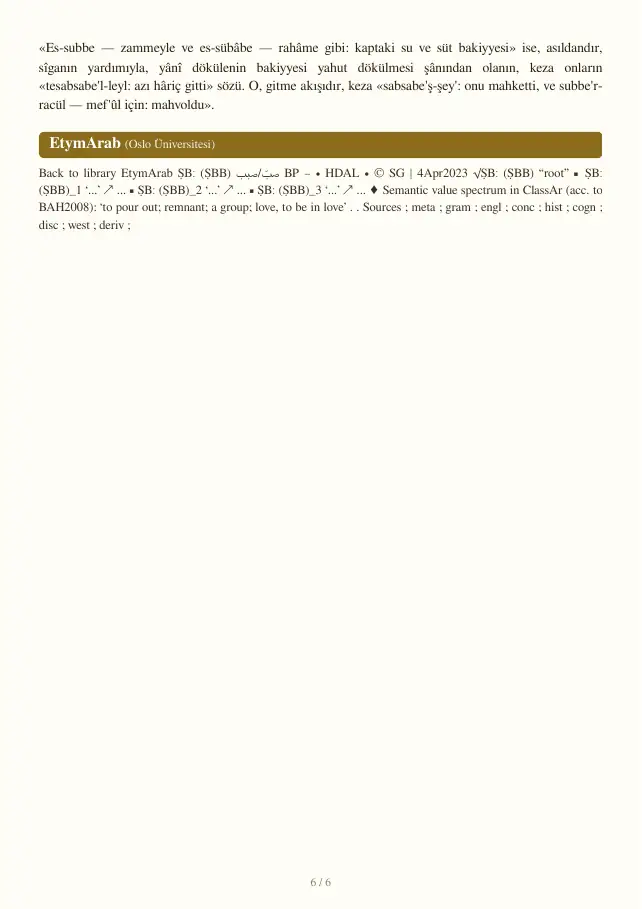 «Es-subbe — zammeyle ve es-sübâbe — rahâme gibi: kaptaki su ve süt bakiyyesi» ise, asıldandır,
sîganın yardımıyla, yânî dökülenin bakiyyesi yahut dökülmesi şânından olanın, keza onların
«tesabsabe'l-leyl: azı hâriç gitti» sözü. O, gitme akışıdır, keza «sabsabe'ş-şey': onu mahketti, ve subbe'r-
racül — mef'ûl için: mahvoldu».
EtymArab (Oslo Üniversitesi)
Back to library EtymArab ṢB: (ṢBB) صبّ/صبب BP – • HDAL • © SG | 4Apr2023 √ṢB: (ṢBB) “root” ▪ ṢB:
(ṢBB)_1 ‘...’ ↗ ... ▪ ṢB: (ṢBB)_2 ‘...’ ↗ ... ▪ ṢB: (ṢBB)_3 ‘...’ ↗ ... ♦ Semantic value spectrum in ClassAr (acc. to
BAH2008): ‘to pour out; remnant; a group; love, to be in love’ . . Sources ; meta ; gram ; engl ; conc ; hist ; cogn ;
disc ; west ; deriv ;
6 / 6